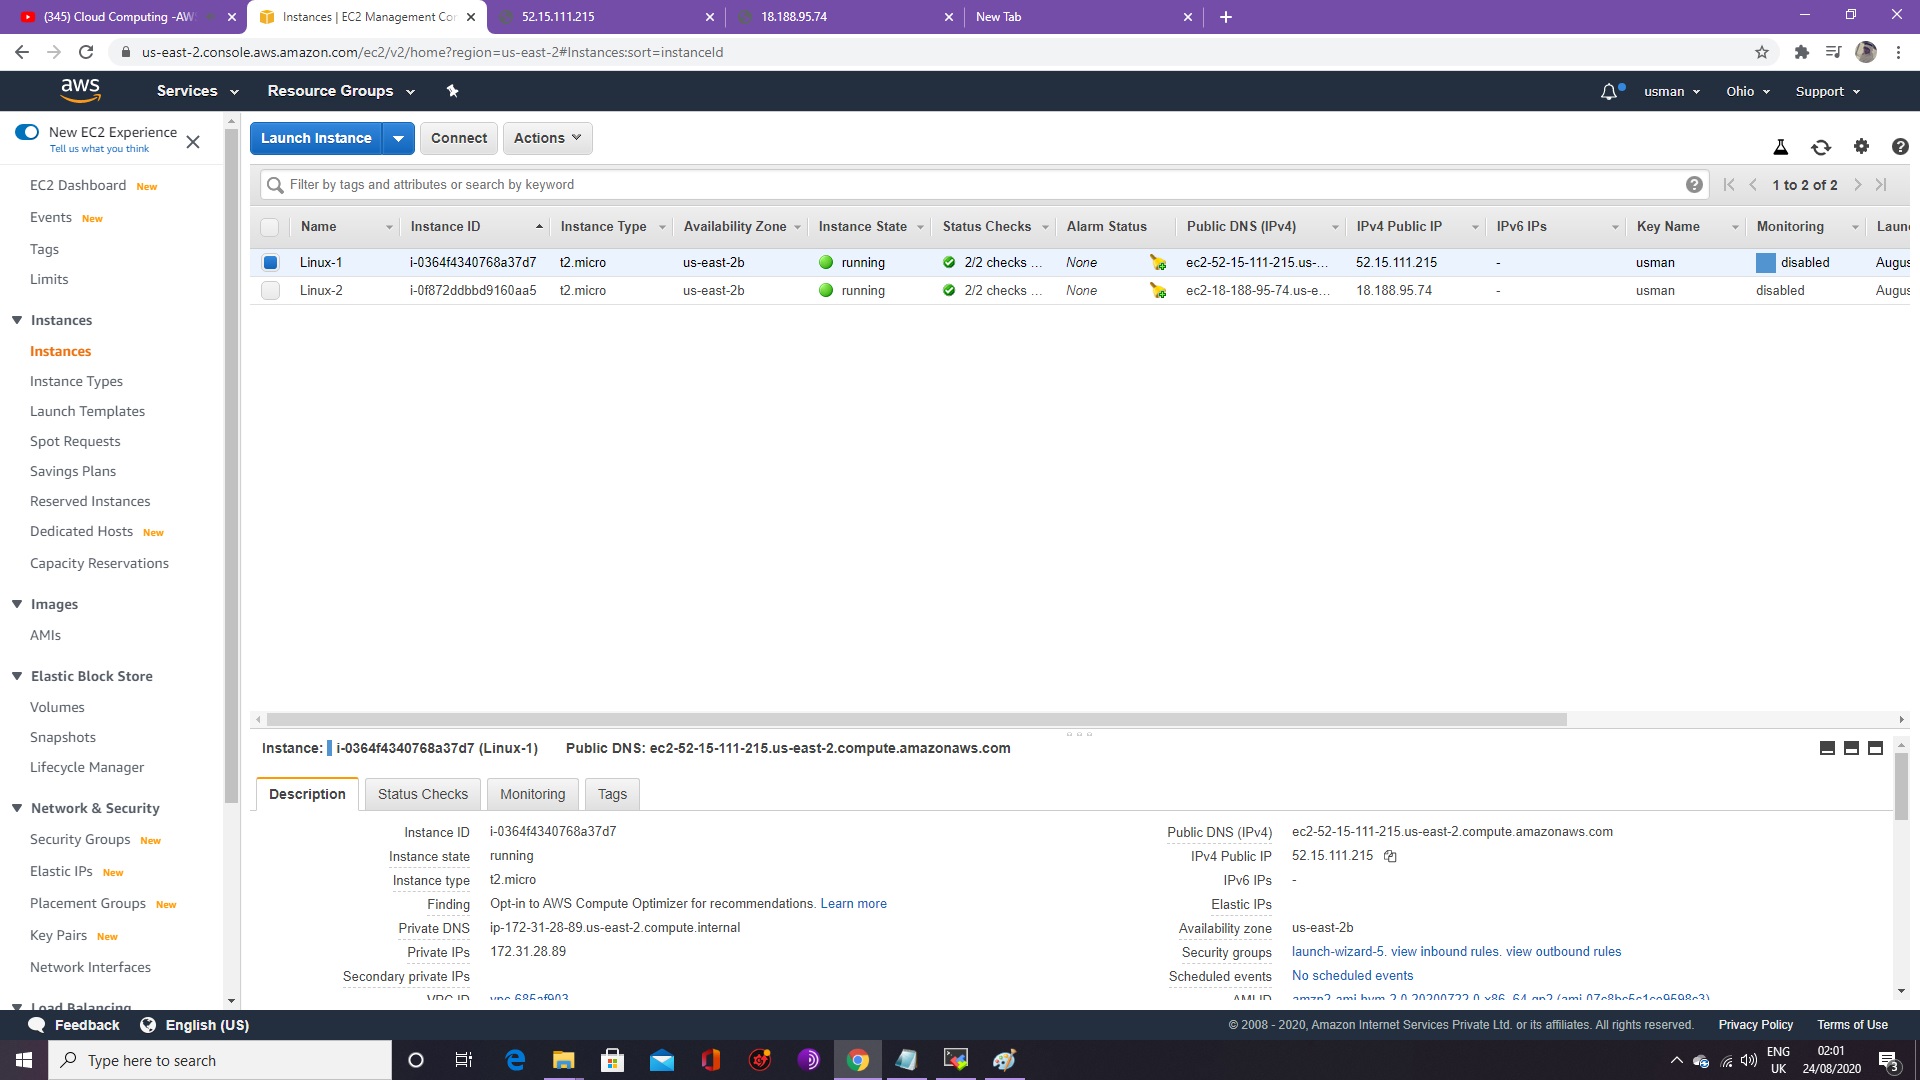 (345) Cloud Computing -AW
Instances | EC2 Management Con
52.15.111.215
18.188.95.74
New Tab
us-east-2.console.aws.amazon.com/ec2/v2/home?region=us-east-2#Instances:sort=instanceId
aws
Services
Resource Groups
usman
Ohio
Support
New EC2 Experience
Tell us what you think
Launch Instance
Connect
Actions
Filter by tags and attributes or search by keyword
1 to 2 of 2
EC2 Dashboard New
Events New
Tags
Limits
Instances
Instances
Instance Types
Launch Templates
Spot Requests
Savings Plans
Reserved Instances
Dedicated Hosts New
Capacity Reservations
Images
AMIs
Elastic Block Store
Volumes
Snapshots
Lifecycle Manager
Network & Security
Security Groups New
Elastic IPs New
Placement Groups New
Key Pairs New
Network Interfaces
Load Balancing
Name Instance ID Instance Type Availability Zone Instance State Status Checks Alarm Status Public DNS (IPv4) IPv4 Public IP IPv6 IPs Key Name Monitoring Laun
Linux-1 i-0364f4340768a37d7 t2.micro us-east-2b running 2/2 checks ... None ec2-52-15-111-215.us-... 52.15.111.215 - usman disabled Augus
Linux-2 i-0f872ddbbd9160aa5 t2.micro us-east-2b running 2/2 checks ... None ec2-18-188-95-74.us-e... 18.188.95.74 - usman disabled Augus
Instance: i-0364f4340768a37d7 (Linux-1) Public DNS: ec2-52-15-111-215.us-east-2.compute.amazonaws.com
Description
Status Checks
Monitoring
Tags
Instance ID i-0364f4340768a37d7
Instance state running
Instance type t2.micro
Finding Opt-in to AWS Compute Optimizer for recommendations. Learn more
Private DNS ip-172-31-28-89.us-east-2.compute.internal
Private IPs 172.31.28.89
Secondary private IPs
VPC ID vpc-685af903
Public DNS (IPv4) ec2-52-15-111-215.us-east-2.compute.amazonaws.com
IPv4 Public IP 52.15.111.215
IPv6 IPs -
Elastic IPs
Availability zone us-east-2b
Security groups launch-wizard-5. view inbound rules. view outbound rules
Scheduled events No scheduled events
AMI ID
Feedback
English (US)
© 2008 - 2020, Amazon Internet Services Private Ltd. or its affiliates. All rights reserved.
Privacy Policy
Terms of Use
Type here to search
ENG
UK
02:01
24/08/2020
3